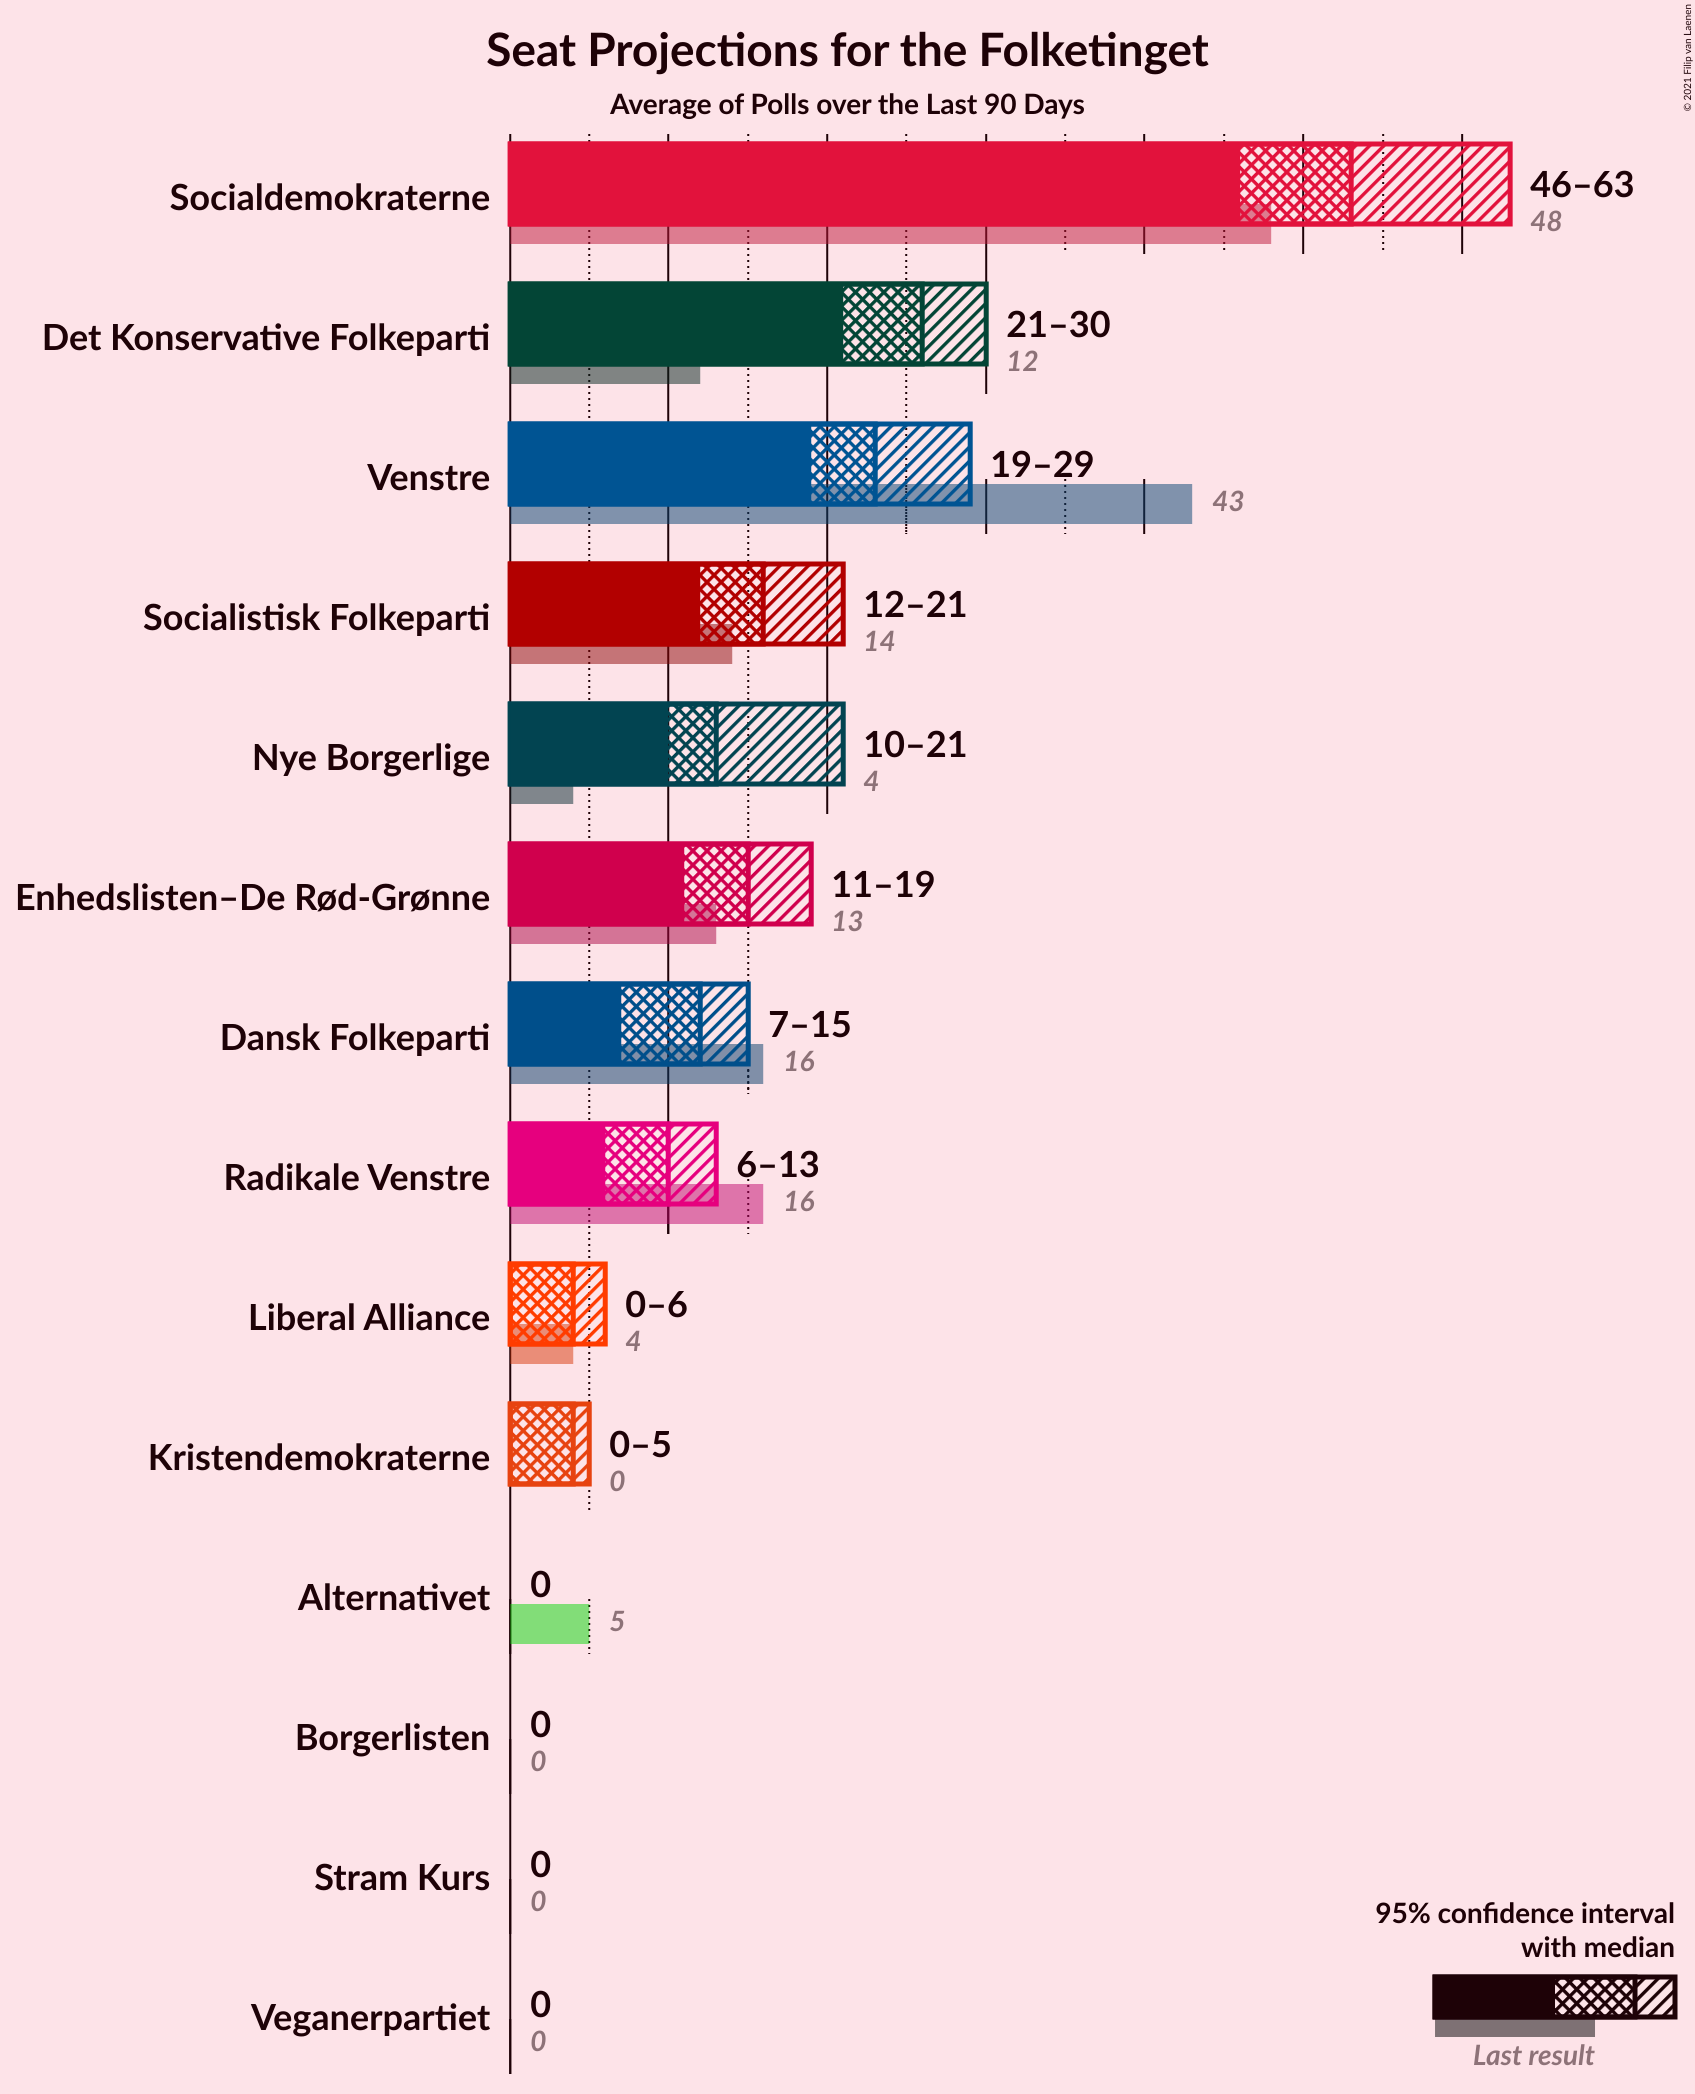 Seat Projections for the Folketinget
Average of Polls over the Last 90 Days
© 2021 Filip van Laenen
Socialdemokraterne
46–63
48
Det Konservative Folkeparti
21–30
12
Venstre
19–29
43
Socialistisk Folkeparti
12–21
14
Nye Borgerlige
10–21
4
Enhedslisten–De Rød-Grønne
11–19
13
Dansk Folkeparti
7–15
16
Radikale Venstre
6–13
16
Liberal Alliance
0–6
4
Kristendemokraterne
0–5
0
Alternativet
0
5
Borgerlisten
0
0
Stram Kurs
0
0
Veganerpartiet
0
0
95% confidence interval
with median
Last result